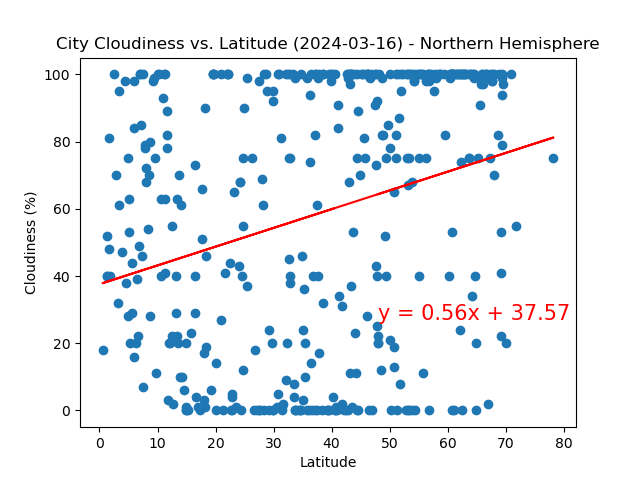 City Cloudiness vs. Latitude (2024-03-16) - Northern Hemisphere
100
80
60
40
20
0
Cloudiness (%)
y = 0.56x + 37.57
0 10 20 30 40 50 60 70 80
Latitude